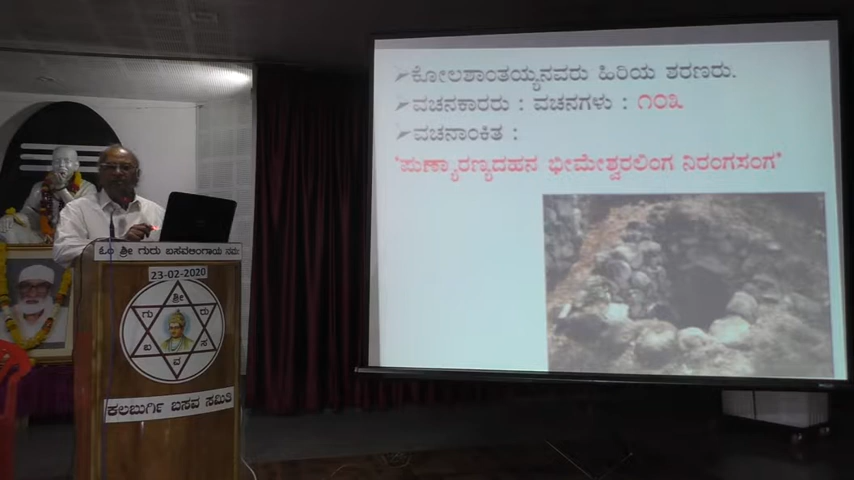 ➢ಕೋಲಶಾಂತಯ್ಯನವರು ಹಿರಿಯ ಶರಣರು.
➢ವಚನಕಾರರು : ವಚನಗಳು : ೧೦೩
➢ವಚನಾಂಕಿತ :
'ಪುಣ್ಯಾರಣ್ಯದಹನ ಭೀಮೇಶ್ವರಲಿಂಗ ನಿರಂಗಸಂಗ'
ಓಂ ಶ್ರೀ ಗುರು ಬಸವಲಿಂಗಾಯ ನಮಃ
23-02-2020
ಶ್ರೀ
ಗು
ರು
ಬ
ಸ
ವ
ಕಲಬುರ್ಗಿ ಬಸವ ಸಮಿತಿ